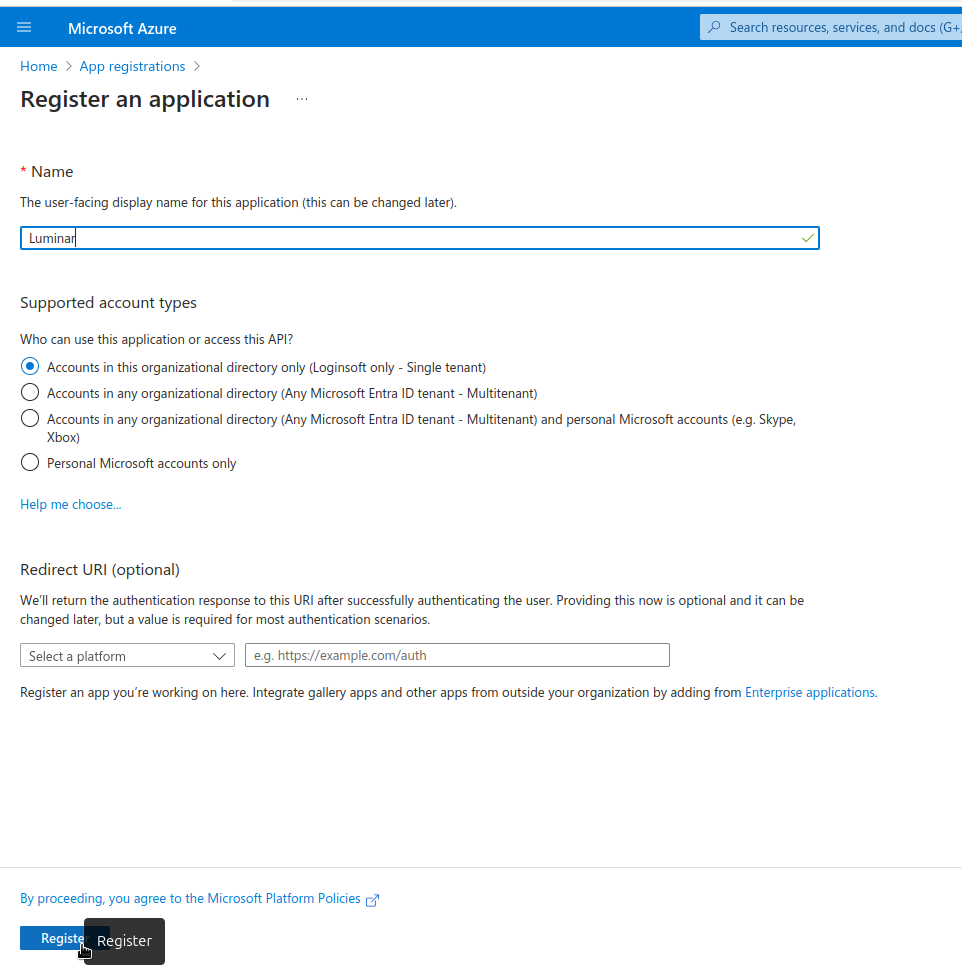 Microsoft Azure
Search resources, services, and docs (G+/
Home > App registrations >
Register an application ...
* Name
The user-facing display name for this application (this can be changed later).
Luminar
Supported account types
Who can use this application or access this API?
Accounts in this organizational directory only (Loginsoft only - Single tenant)
Accounts in any organizational directory (Any Microsoft Entra ID tenant - Multitenant)
Accounts in any organizational directory (Any Microsoft Entra ID tenant - Multitenant) and personal Microsoft accounts (e.g. Skype,
Xbox)
Personal Microsoft accounts only
Help me choose...
Redirect URI (optional)
We'll return the authentication response to this URI after successfully authenticating the user. Providing this now is optional and it can be
changed later, but a value is required for most authentication scenarios.
Select a platform
e.g. https://example.com/auth
Register an app you're working on here. Integrate gallery apps and other apps from outside your organization by adding from Enterprise applications.
By proceeding, you agree to the Microsoft Platform Policies
Register
Register